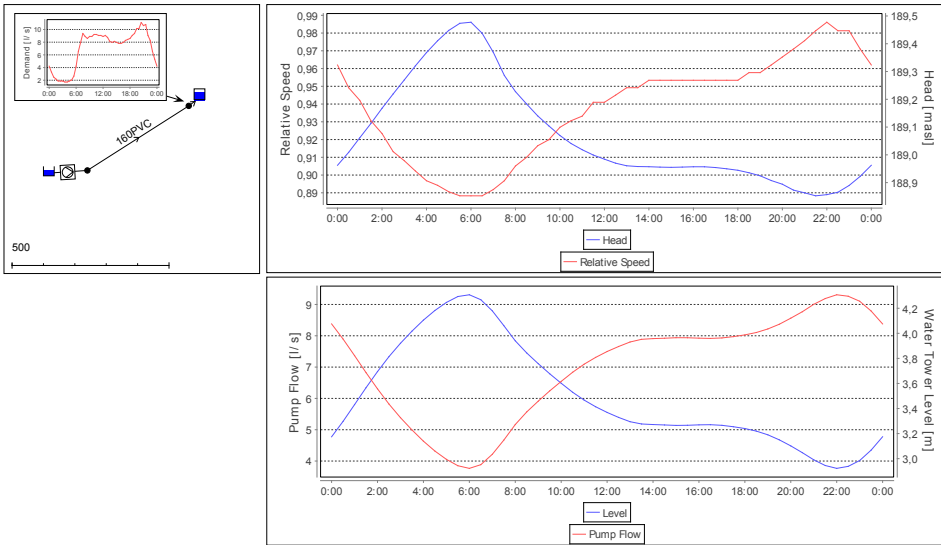 Demand [l/ s]
10
8
6
4
2
0:00 6:00 12:00 18:00 0:00
160PVC
500
Relative Speed
0,99
0,98
0,97
0,96
0,95
0,94
0,93
0,92
0,91
0,90
0,89
Head [masl]
189,5
189,4
189,3
189,2
189,1
189,0
188,9
0:00 2:00 4:00 6:00 8:00 10:00 12:00 14:00 16:00 18:00 20:00 22:00 0:00
Head
Relative Speed
Pump Flow [l/ s]
9
8
7
6
5
4
Water Tower Level [m]
4,2
4,0
3,8
3,6
3,4
3,2
3,0
0:00 2:00 4:00 6:00 8:00 10:00 12:00 14:00 16:00 18:00 20:00 22:00 0:00
Level
Pump Flow